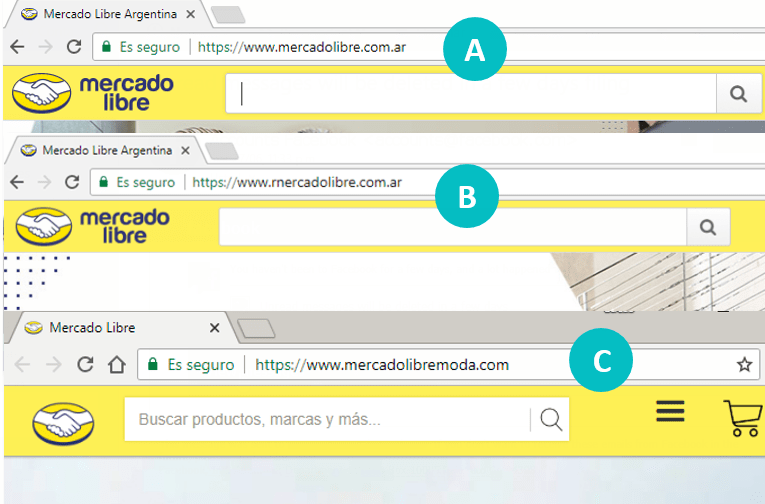 Mercado Libre Argentina
Es seguro https://www.mercadolibre.com.ar
A
mercado
libre
Mercado Libre Argentina
Es seguro https://www.rnercadolibre.com.ar
B
mercado
libre
Mercado Libre
Es seguro https://www.mercadolibremoda.com
C
Buscar productos, marcas y más...